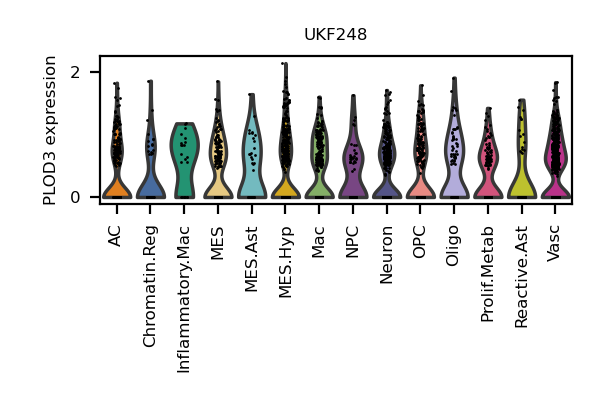 UKF248
PLOD3 expression
2
0
AC
Chromatin.Reg
Inflammatory.Mac
MES
MES.Ast
MES.Hyp
Mac
NPC
Neuron
OPC
Oligo
Prolif.Metab
Reactive.Ast
Vasc